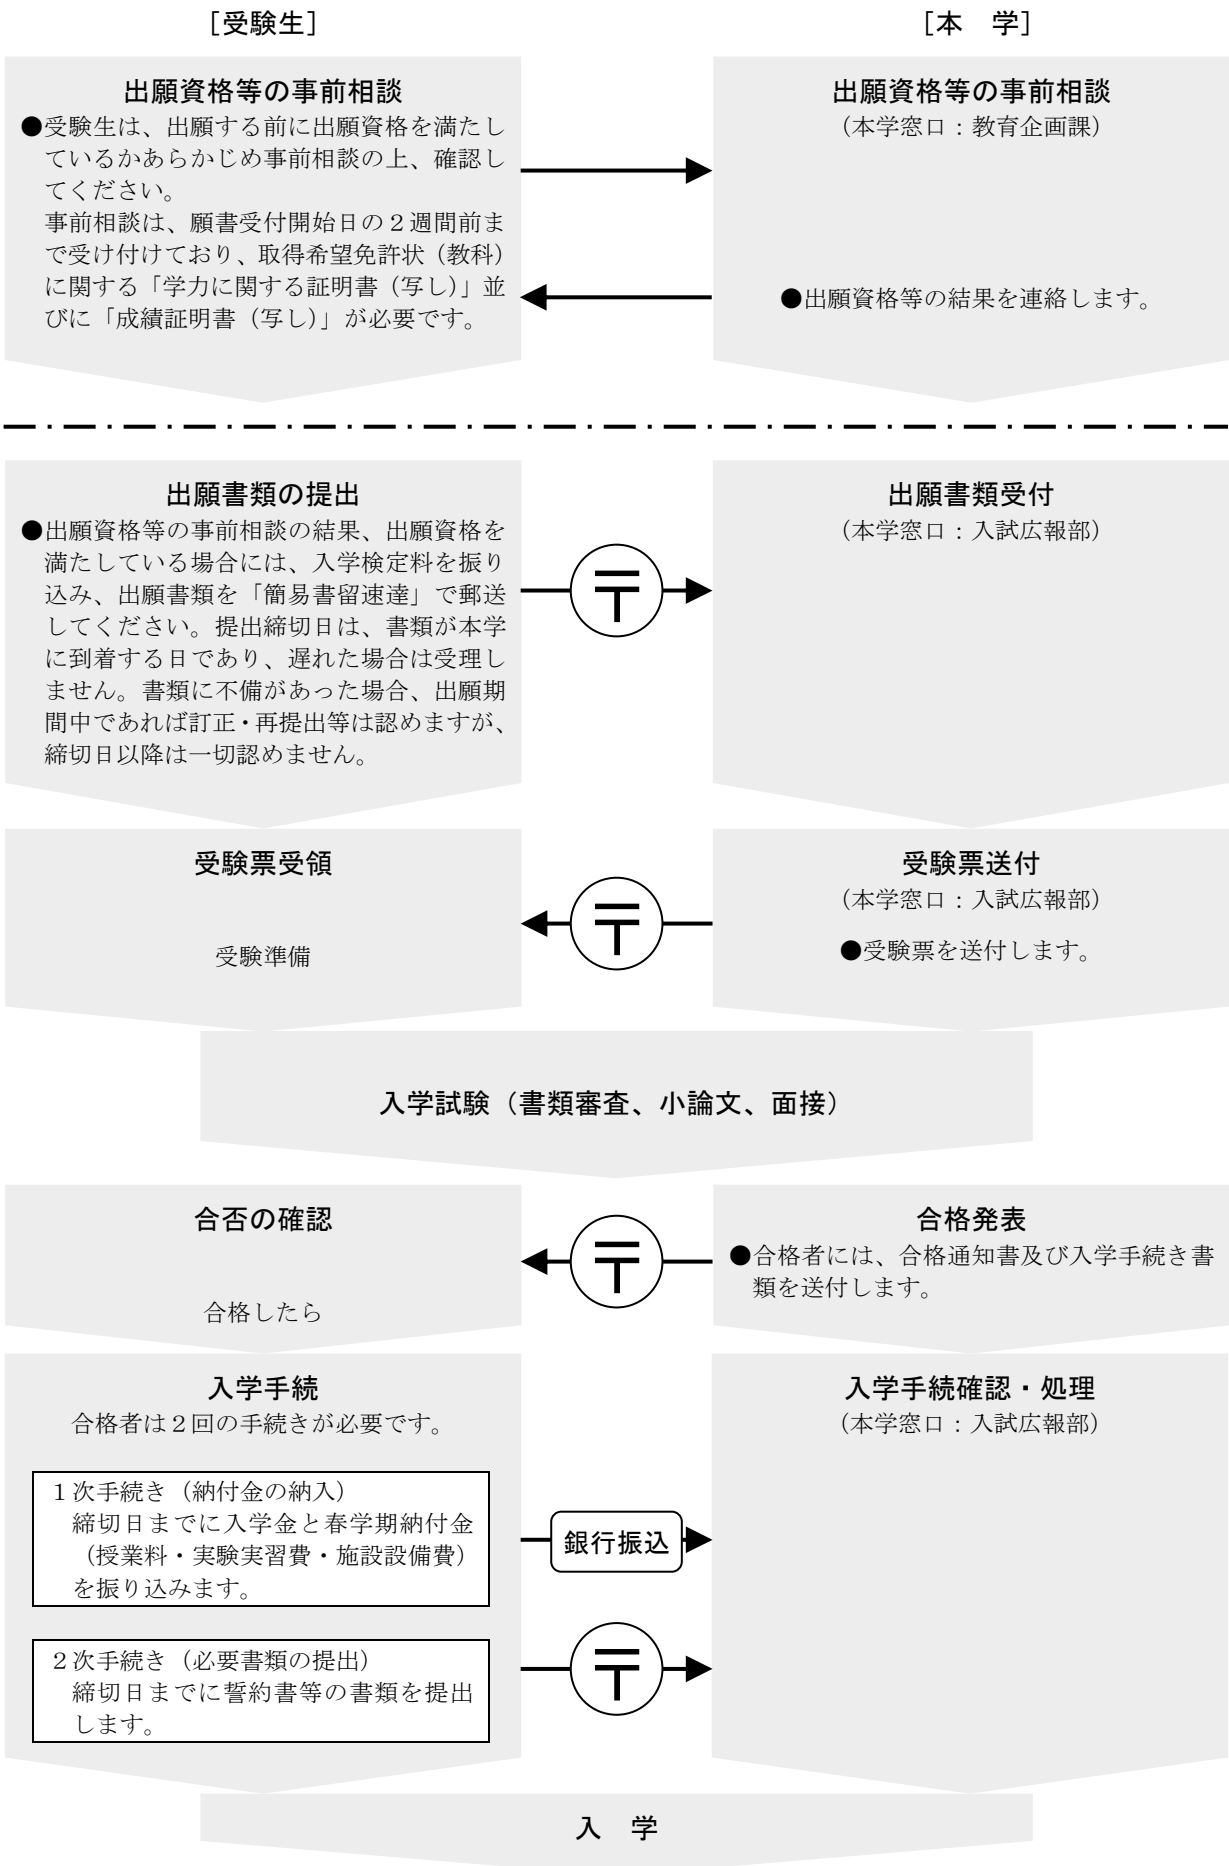 ［受験生］
［本　学］
出願資格等の事前相談
●受験生は、出願する前に出願資格を満たし
ているかあらかじめ事前相談の上、確認し
てください。
事前相談は、願書受付開始日の２週間前ま
で受け付けており、取得希望免許状（教科）
に関する「学力に関する証明書（写し）」並
びに「成績証明書（写し）」が必要です。
出願資格等の事前相談
（本学窓口：教育企画課）
●出願資格等の結果を連絡します。
出願書類の提出
●出願資格等の事前相談の結果、出願資格を
満たしている場合には、入学検定料を振り
込み、出願書類を「簡易書留速達」で郵送
してください。提出締切日は、書類が本学
に到着する日であり、遅れた場合は受理し
ません。書類に不備があった場合、出願期
間中であれば訂正・再提出等は認めますが、
締切日以降は一切認めません。
〒
出願書類受付
（本学窓口：入試広報部）
受験票受領
受験準備
〒
受験票送付
（本学窓口：入試広報部）
●受験票を送付します。
入学試験（書類審査、小論文、面接）
合否の確認
合格したら
〒
合格発表
●合格者には、合格通知書及び入学手続き書
類を送付します。
入学手続
合格者は２回の手続きが必要です。
１次手続き（納付金の納入）
締切日までに入学金と春学期納付金
（授業料・実験実習費・施設設備費）
を振り込みます。
銀行振込
２次手続き（必要書類の提出）
締切日までに誓約書等の書類を提出
します。
〒
入学手続確認・処理
（本学窓口：入試広報部）
入　学